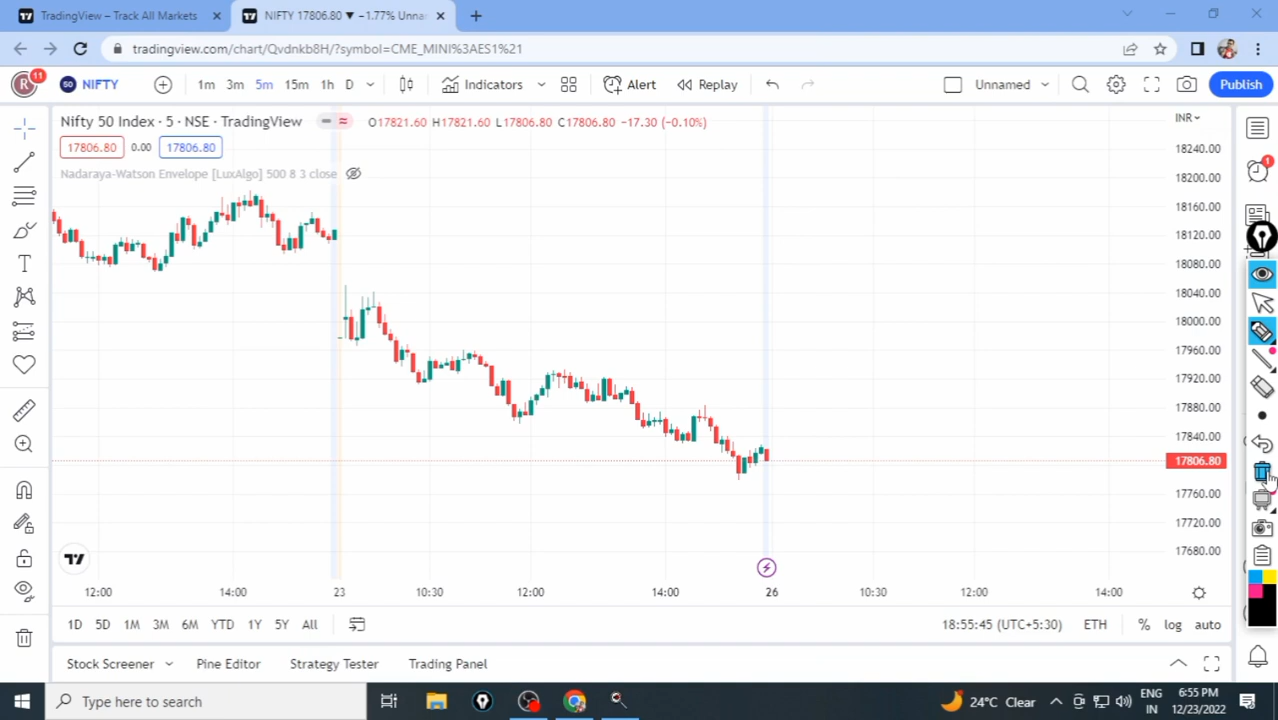 TradingView – Track All Markets
NIFTY 17806.80 ▼ −1.77% Unnar
tradingview.com/chart/Qvdnkb8H/?symbol=CME_MINI%3AES1%21
R 11 50 NIFTY 1m 3m 5m 15m 1h D Indicators Alert Replay Unnamed Publish
Nifty 50 Index · 5 · NSE · TradingView O17821.60 H17821.60 L17806.80 C17806.80 −17.30 (−0.10%)
INR
17806.80 0.00 17806.80
Nadaraya-Watson Envelope [LuxAlgo] 500 8 3 close
1
18240.00
18200.00
18160.00
18120.00
18080.00
18040.00
18000.00
17960.00
17920.00
17880.00
17840.00
17806.80
17760.00
17720.00
17680.00
12:00 14:00 23 10:30 12:00 14:00 26 10:30 12:00 14:00
1D 5D 1M 3M 6M YTD 1Y 5Y All 18:55:45 (UTC+5:30) ETH % log auto
Stock Screener Pine Editor Strategy Tester Trading Panel
Type here to search
24°C Clear
ENG
IN
6:55 PM
12/23/2022